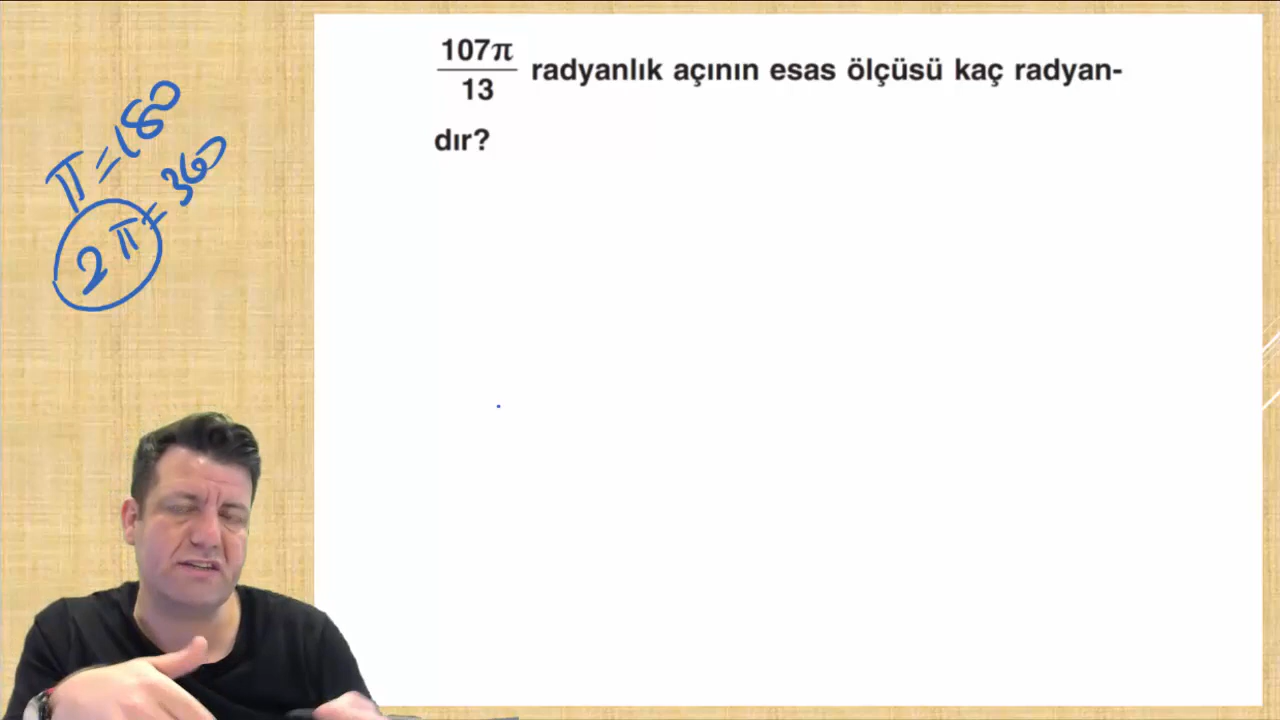 107π
13
radyanlık açının esas ölçüsü kaç radyan-
dır?
π=180
2π=360